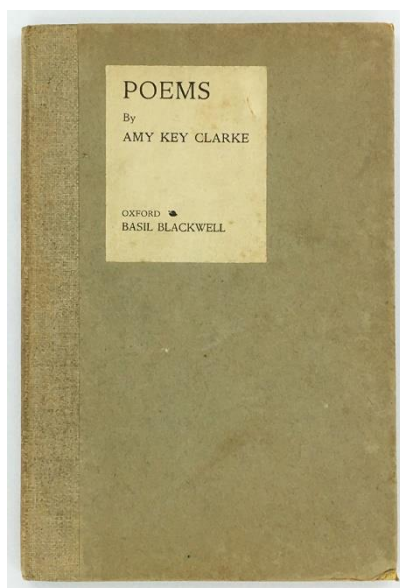 POEMS
By
AMY KEY CLARKE
OXFORD
BASIL BLACKWELL